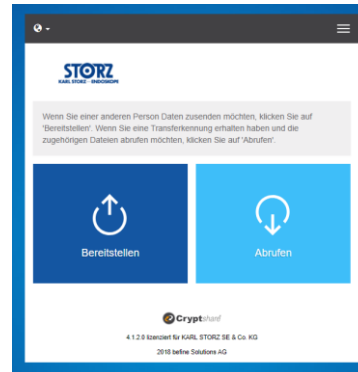 STORZ
KARL STORZ - ENDOSKOPE
Wenn Sie einer anderen Person Daten zusenden möchten, klicken Sie auf
'Bereitstellen'. Wenn Sie eine Transferkennung erhalten haben und die
zugehörigen Dateien abrufen möchten, klicken Sie auf 'Abrufen'.
Bereitstellen
Abrufen
Cryptshare
4.1.2.0 lizenziert für KARL STORZ SE & Co. KG
2018 befine Solutions AG